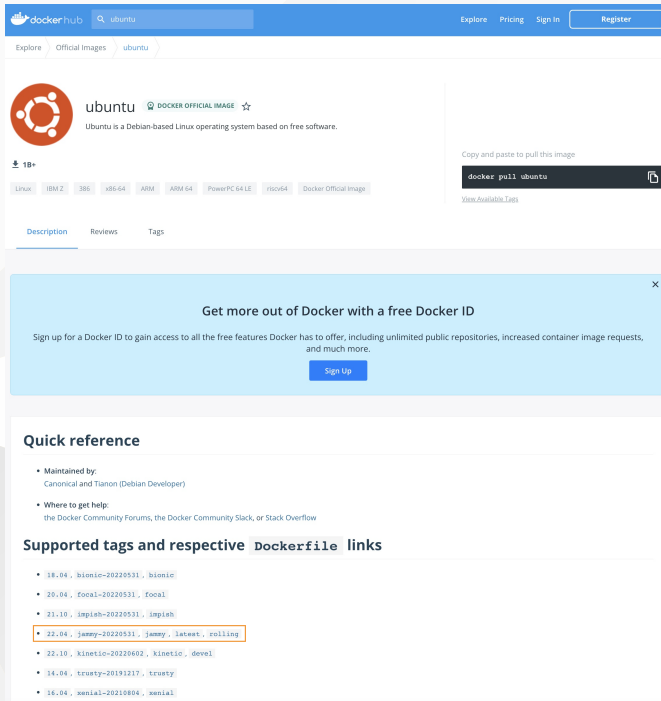 dockerhub ubuntu Explore Pricing Sign In Register
Explore Official Images ubuntu
ubuntu DOCKER OFFICIAL IMAGE
Ubuntu is a Debian-based Linux operating system based on free software.
1B+
Linux IBM Z 386 x86-64 ARM ARM 64 PowerPC 64 LE riscv64 Docker Official Image
Copy and paste to pull this image
docker pull ubuntu
View Available Tags
Description Reviews Tags
Get more out of Docker with a free Docker ID
Sign up for a Docker ID to gain access to all the free features Docker has to offer, including unlimited public repositories, increased container image requests,
and much more.
Sign Up
Quick reference
• Maintained by:
Canonical and Tianon (Debian Developer)
• Where to get help:
the Docker Community Forums, the Docker Community Slack, or Stack Overflow
Supported tags and respective Dockerfile links
• 18.04, bionic-20220531, bionic
• 20.04, focal-20220531, focal
• 21.10, impish-20220531, impish
• 22.04, jammy-20220531, jammy, latest, rolling
• 22.10, kinetic-20220602, kinetic, devel
• 14.04, trusty-20191217, trusty
• 16.04, xenial-20210804, xenial